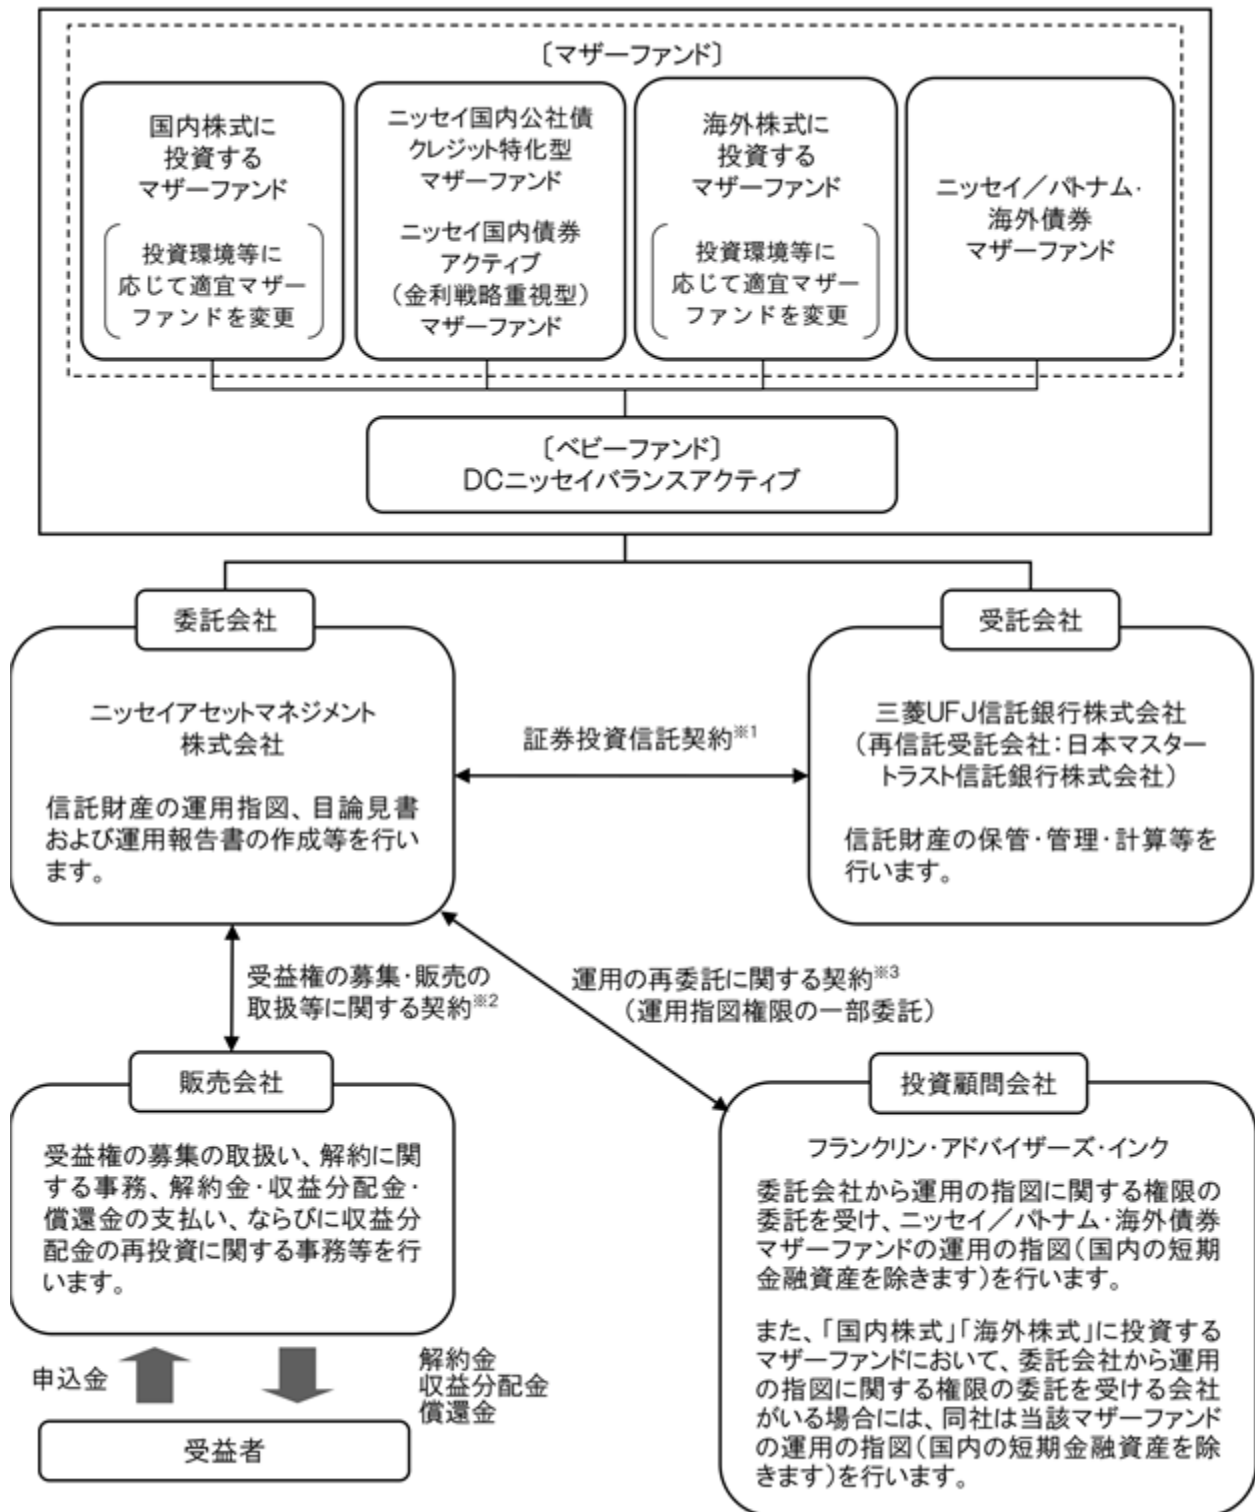 〔マザーファンド〕
国内株式に
投資する
マザーファンド
投資環境等に
応じて適宜マザー
ファンドを変更
ニッセイ国内公社債
クレジット特化型
マザーファンド
ニッセイ国内債券
アクティブ
(金利戦略重視型)
マザーファンド
海外株式に
投資する
マザーファンド
投資環境等に
応じて適宜マザー
ファンドを変更
ニッセイ／パトナム・
海外債券
マザーファンド
〔ベビーファンド〕
DCニッセイバランスアクティブ
委託会社
ニッセイアセットマネジメント
株式会社
信託財産の運用指図、目論見書
および運用報告書の作成等を行い
ます。
証券投資信託契約※1
受託会社
三菱UFJ信託銀行株式会社
(再信託受託会社：日本マスター
トラスト信託銀行株式会社)
信託財産の保管・管理・計算等を
行います。
受益権の募集・販売の
取扱等に関する契約※2
運用の再委託に関する契約※3
(運用指図権限の一部委託)
販売会社
受益権の募集の取扱い、解約に関
する事務、解約金・収益分配金・
償還金の支払い、ならびに収益分
配金の再投資に関する事務等を行
います。
投資顧問会社
フランクリン・アドバイザーズ・インク
委託会社から運用の指図に関する権限の
委託を受け、ニッセイ／パトナム・海外債券
マザーファンドの運用の指図(国内の短期
金融資産を除きます)を行います。
また、「国内株式」「海外株式」に投資する
マザーファンドにおいて、委託会社から運用
の指図に関する権限の委託を受ける会社
がいる場合には、同社は当該マザーファンド
の運用の指図(国内の短期金融資産を除
きます)を行います。
申込金
解約金
収益分配金
償還金
受益者